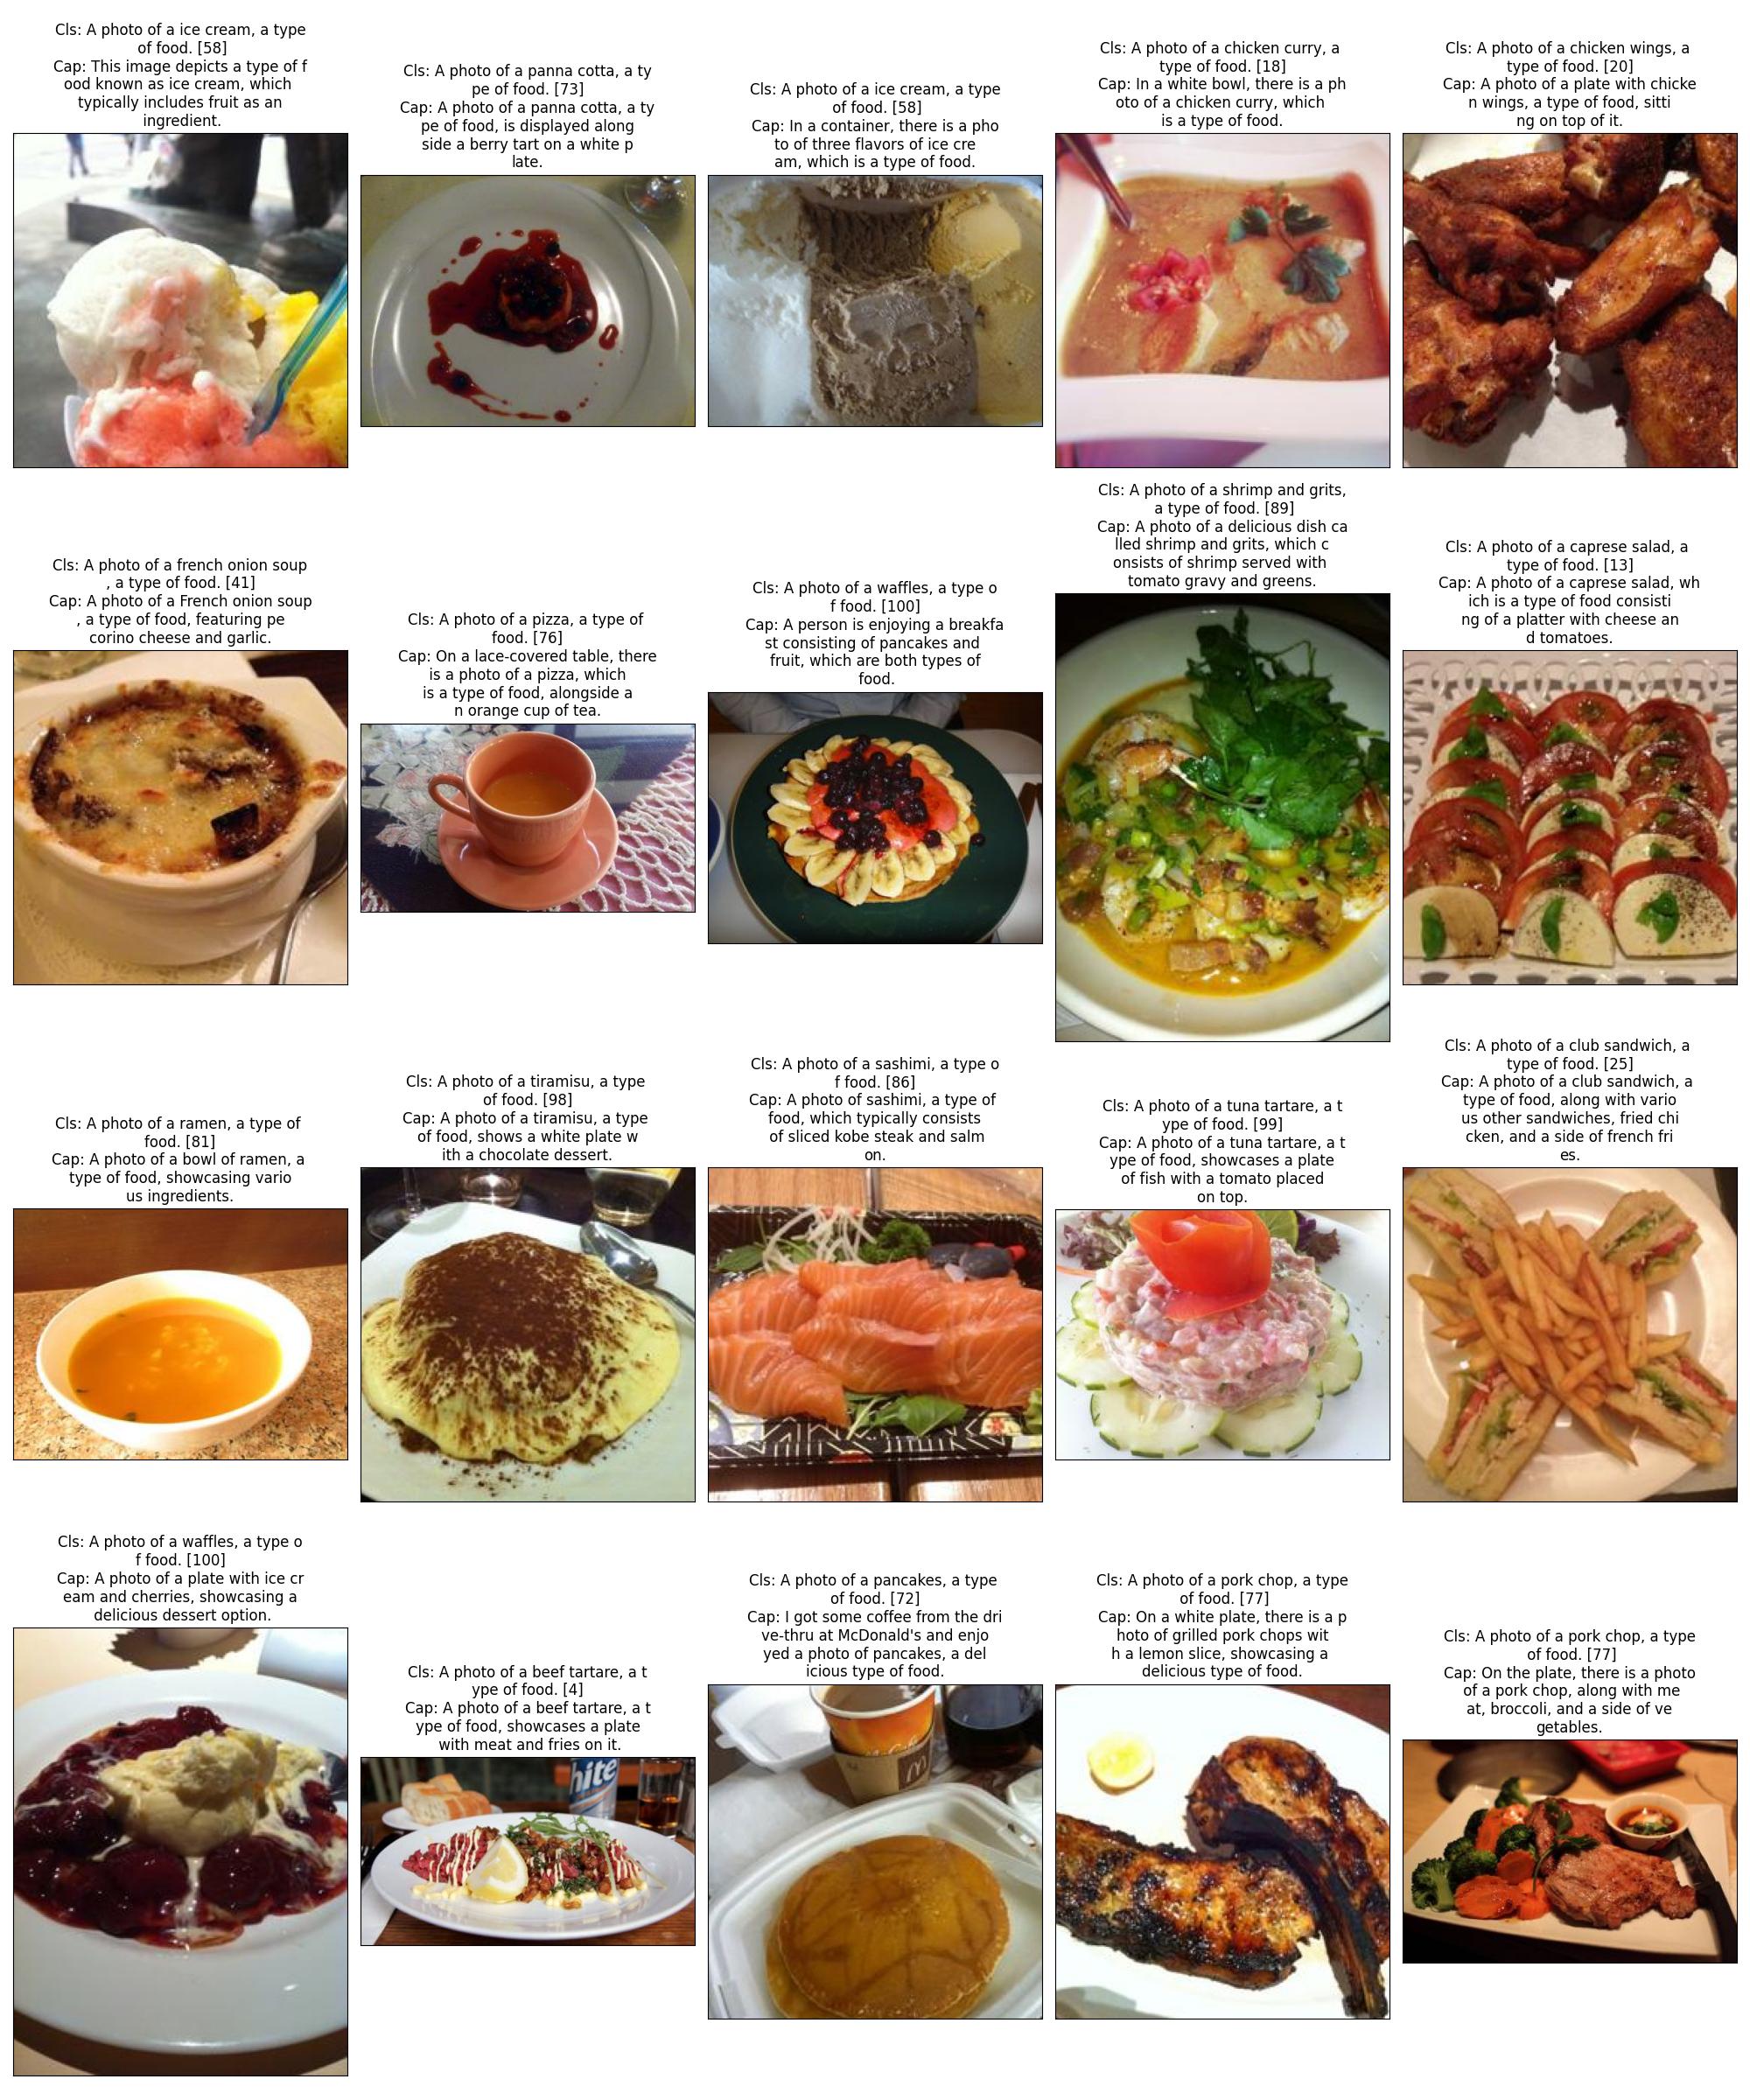 Cls: A photo of a ice cream, a type
of food. [58]
Cap: This image depicts a type of f
ood known as ice cream, which
typically includes fruit as an
ingredient.
Cls: A photo of a panna cotta, a ty
pe of food. [73]
Cap: A photo of a panna cotta, a ty
pe of food, is displayed along
side a berry tart on a white p
late.
Cls: A photo of a ice cream, a type
of food. [58]
Cap: In a container, there is a pho
to of three flavors of ice cre
am, which is a type of food.
Cls: A photo of a chicken curry, a
type of food. [18]
Cap: In a white bowl, there is a ph
oto of a chicken curry, which
is a type of food.
Cls: A photo of a chicken wings, a
type of food. [20]
Cap: A photo of a plate with chicke
n wings, a type of food, sitti
ng on top of it.
Cls: A photo of a french onion soup
, a type of food. [41]
Cap: A photo of a French onion soup
, a type of food, featuring pe
corino cheese and garlic.
Cls: A photo of a pizza, a type of
food. [76]
Cap: On a lace-covered table, there
is a photo of a pizza, which
is a type of food, alongside a
n orange cup of tea.
Cls: A photo of a waffles, a type o
f food. [100]
Cap: A person is enjoying a breakfa
st consisting of pancakes and
fruit, which are both types of
food.
Cls: A photo of a shrimp and grits,
a type of food. [89]
Cap: A photo of a delicious dish ca
lled shrimp and grits, which c
onsists of shrimp served with
tomato gravy and greens.
Cls: A photo of a caprese salad, a
type of food. [13]
Cap: A photo of a caprese salad, wh
ich is a type of food consisti
ng of a platter with cheese an
d tomatoes.
Cls: A photo of a ramen, a type of
food. [81]
Cap: A photo of a bowl of ramen, a
type of food, showcasing vario
us ingredients.
Cls: A photo of a tiramisu, a type
of food. [98]
Cap: A photo of a tiramisu, a type
of food, shows a white plate w
ith a chocolate dessert.
Cls: A photo of a sashimi, a type o
f food. [86]
Cap: A photo of sashimi, a type of
food, which typically consists
of sliced kobe steak and salm
on.
Cls: A photo of a tuna tartare, a t
ype of food. [99]
Cap: A photo of a tuna tartare, a t
ype of food, showcases a plate
of fish with a tomato placed
on top.
Cls: A photo of a club sandwich, a
type of food. [25]
Cap: A photo of a club sandwich, a
type of food, along with vario
us other sandwiches, fried chi
cken, and a side of french fri
es.
Cls: A photo of a waffles, a type o
f food. [100]
Cap: A photo of a plate with ice cr
eam and cherries, showcasing a
delicious dessert option.
Cls: A photo of a beef tartare, a t
ype of food. [4]
Cap: A photo of a beef tartare, a t
ype of food, showcases a plate
with meat and fries on it.
hite
Cls: A photo of a pancakes, a type
of food. [72]
Cap: I got some coffee from the dri
ve-thru at McDonald's and enjo
yed a photo of pancakes, a del
icious type of food.
Cls: A photo of a pork chop, a type
of food. [77]
Cap: On a white plate, there is a p
hoto of grilled pork chops wit
h a lemon slice, showcasing a
delicious type of food.
Cls: A photo of a pork chop, a type
of food. [77]
Cap: On the plate, there is a photo
of a pork chop, along with me
at, broccoli, and a side of ve
getables.